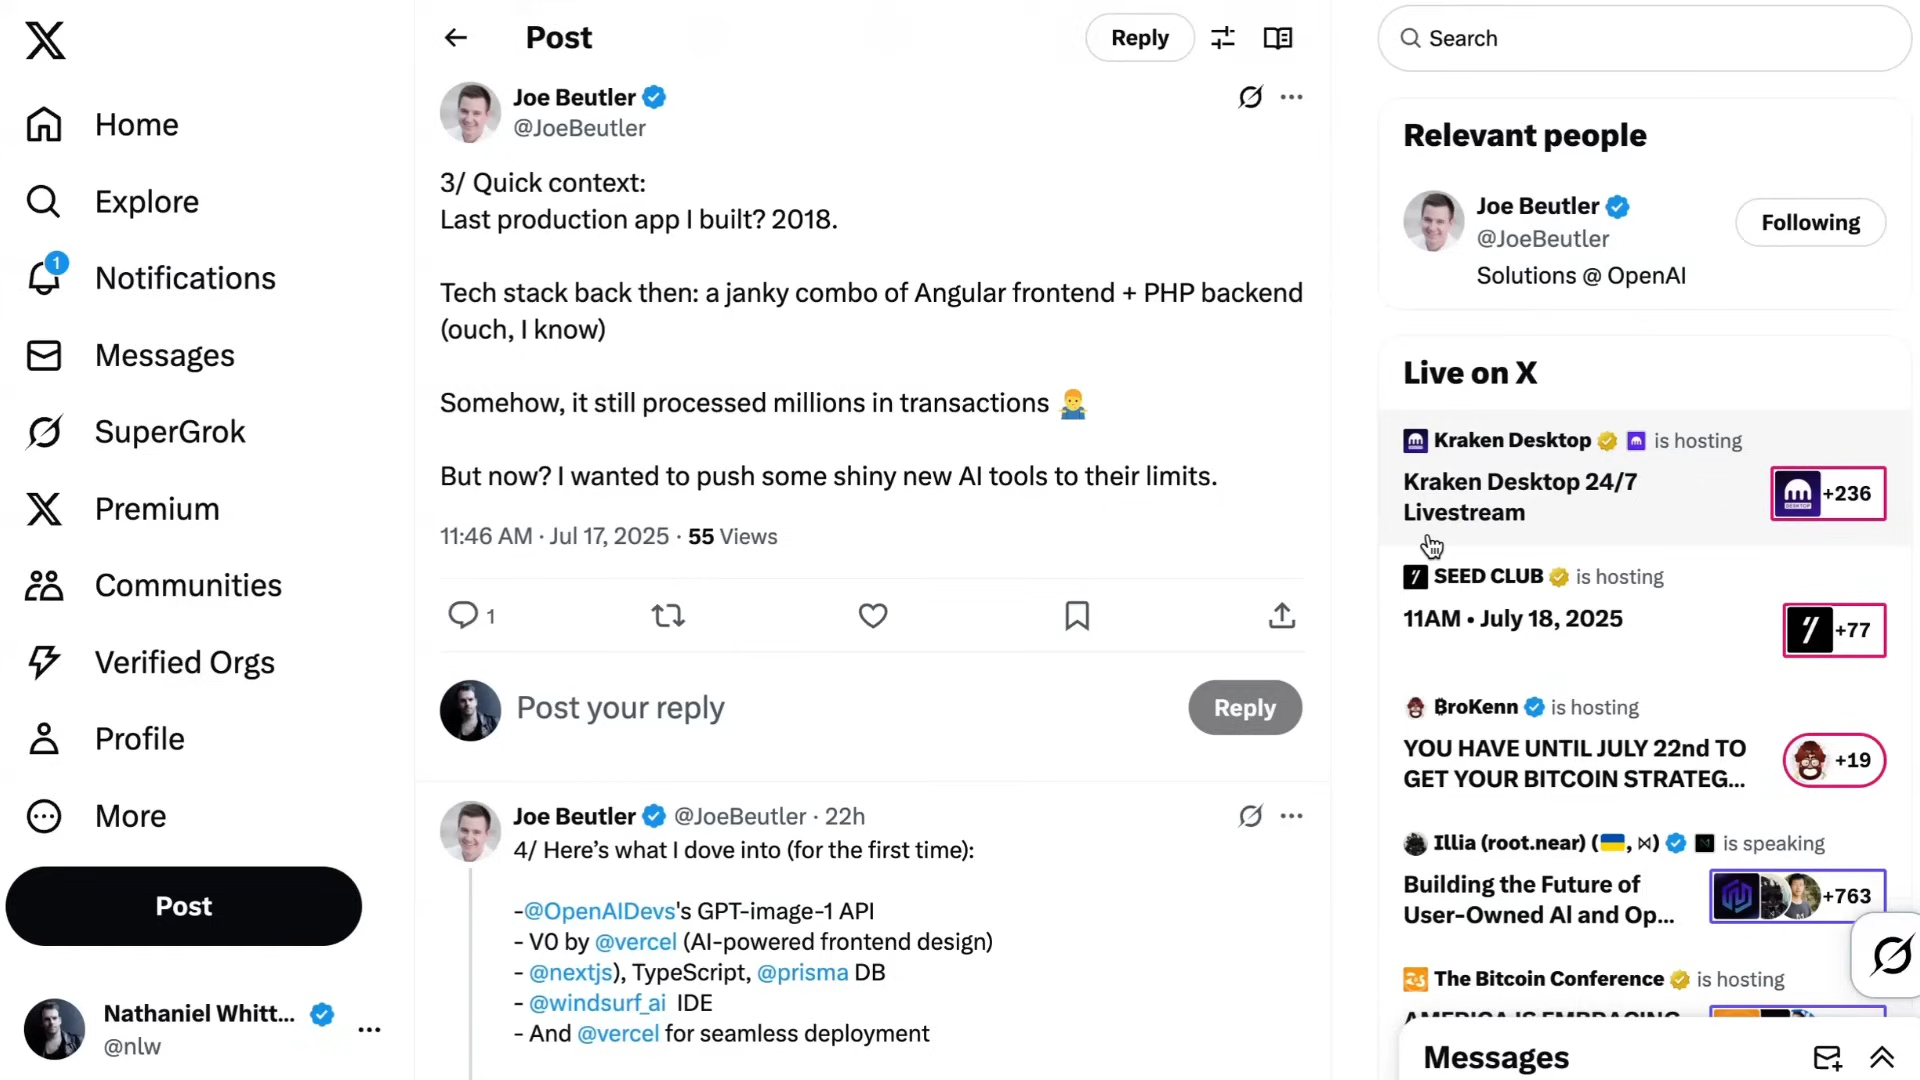 Home
Explore
1
Notifications
Messages
SuperGrok
Premium
Communities
Verified Orgs
Profile
More
Post
Nathaniel Whitt...
@nlw
Post
Reply
Joe Beutler
@JoeBeutler
3/ Quick context:
Last production app I built? 2018.
Tech stack back then: a janky combo of Angular frontend + PHP backend
(ouch, I know)
Somehow, it still processed millions in transactions 🤷‍♂️
But now? I wanted to push some shiny new AI tools to their limits.
11:46 AM · Jul 17, 2025 · 55 Views
1
Post your reply
Reply
Joe Beutler @JoeBeutler · 22h
4/ Here’s what I dove into (for the first time):
-@OpenAIDevs's GPT-image-1 API
- V0 by @vercel (AI-powered frontend design)
- @nextjs), TypeScript, @prisma DB
- @windsurf_ai IDE
- And @vercel for seamless deployment
Search
Relevant people
Joe Beutler
@JoeBeutler
Following
Solutions @ OpenAI
Live on X
Kraken Desktop is hosting
Kraken Desktop 24/7
Livestream
+236
SEED CLUB is hosting
11AM • July 18, 2025
+77
₿roKenn is hosting
YOU HAVE UNTIL JULY 22nd TO
GET YOUR BITCOIN STRATEG...
+19
Illia (root.near) (🇺🇦, ⋈) is speaking
Building the Future of
User-Owned AI and Op...
+763
The Bitcoin Conference is hosting
AMERICA IS EMBRACING
Messages